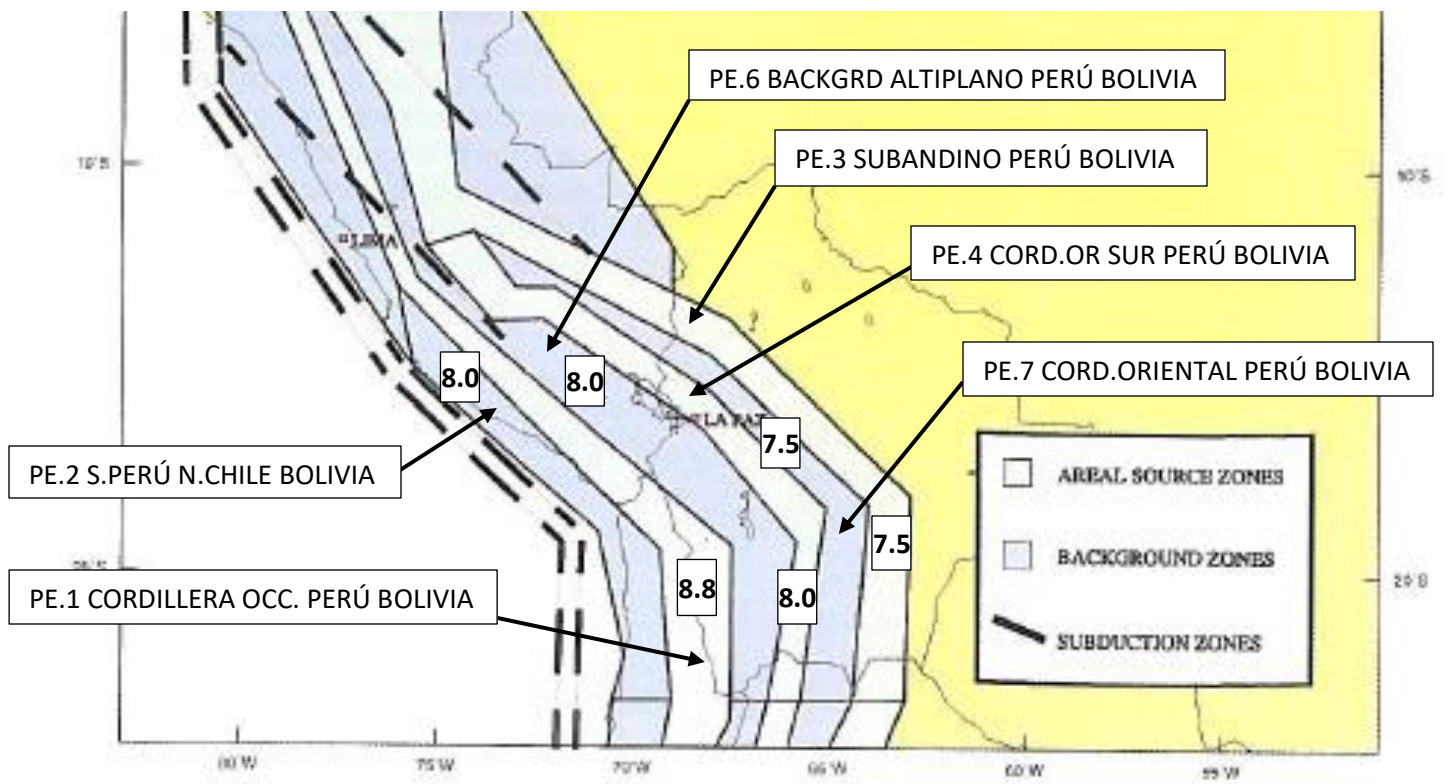 PE.6 BACKGRD ALTIPLANO PERÚ BOLIVIA
PE.3 SUBANDINO PERÚ BOLIVIA
PE.4 CORD.OR SUR PERÚ BOLIVIA
PE.7 CORD.ORIENTAL PERÚ BOLIVIA
LIMA
8.0
8.0
LA PAZ
7.5
PE.2 S.PERÚ N.CHILE BOLIVIA
7.5
8.8
8.0
PE.1 CORDILLERA OCC. PERÚ BOLIVIA
AREAL SOURCE ZONES
BACKGROUND ZONES
SUBDUCTION ZONES
80°W
75°W
70°W